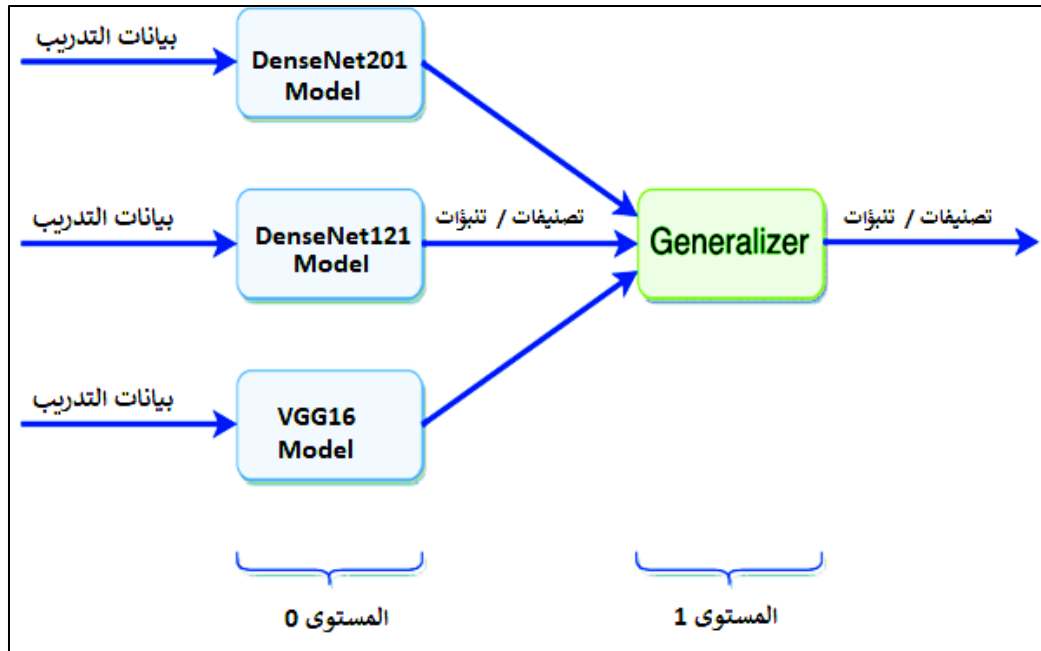 بيانات التدريب
DenseNet201
Model
بيانات التدريب
DenseNet121
Model
تصنيفات / تنبؤات
Generalizer
تصنيفات / تنبؤات
بيانات التدريب
VGG16
Model
المستوى 0
المستوى 1